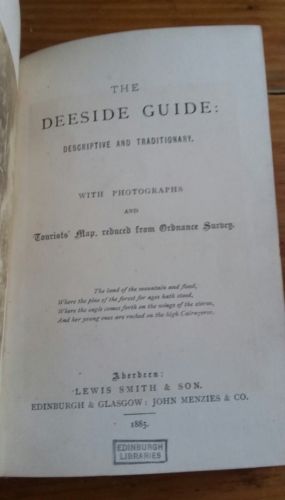 THE
DEESIDE GUIDE:
DESCRIPTIVE AND TRADITIONARY.
WITH PHOTOGRAPHS
AND
Tourists' Map, reduced from Ordnance Survey.
The land of the mountain and flood,
Where the pine of the forest for ages hath stood,
Where the eagle comes forth on the wings of the storm,
And her young ones are rocked on the high Cairngorm.
Aberdeen:
LEWIS SMITH & SON.
EDINBURGH & GLASGOW: JOHN MENZIES & CO.
1885.
EDINBURGH
LIBRARIES